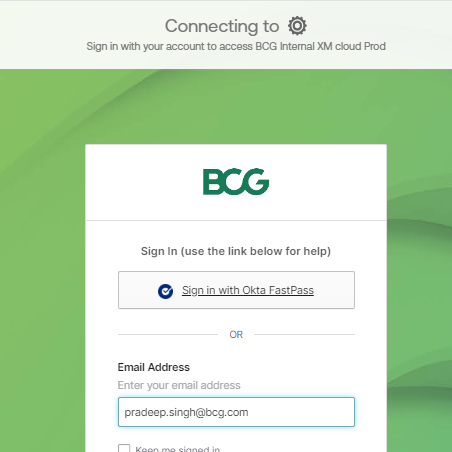 Connecting to
Sign in with your account to access BCG Internal XM cloud Prod
BCG
Sign In (use the link below for help)
Sign in with Okta FastPass
OR
Email Address
Enter your email address
pradeep.singh@bcg.com
Keep me signed in